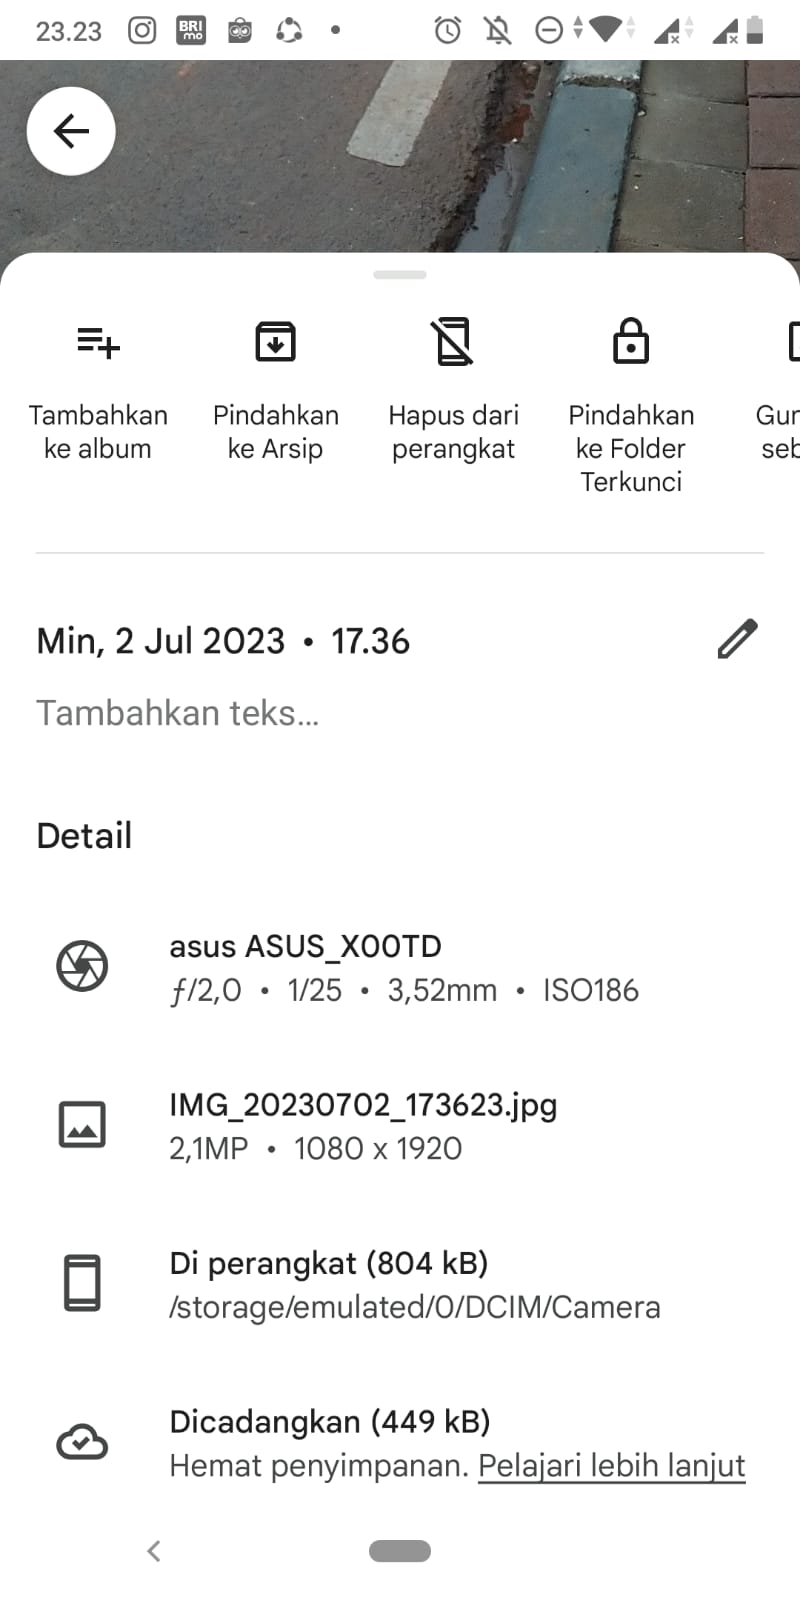 23.23
BRI
mo
Tambahkan
ke album
Pindahkan
ke Arsip
Hapus dari
perangkat
Pindahkan
ke Folder
Terkunci
Min, 2 Jul 2023 • 17.36
Tambahkan teks...
Detail
asus ASUS_X00TD
ƒ/2,0 • 1/25 • 3,52mm • ISO186
IMG_20230702_173623.jpg
2,1MP • 1080 x 1920
Di perangkat (804 kB)
/storage/emulated/0/DCIM/Camera
Dicadangkan (449 kB)
Hemat penyimpanan. Pelajari lebih lanjut